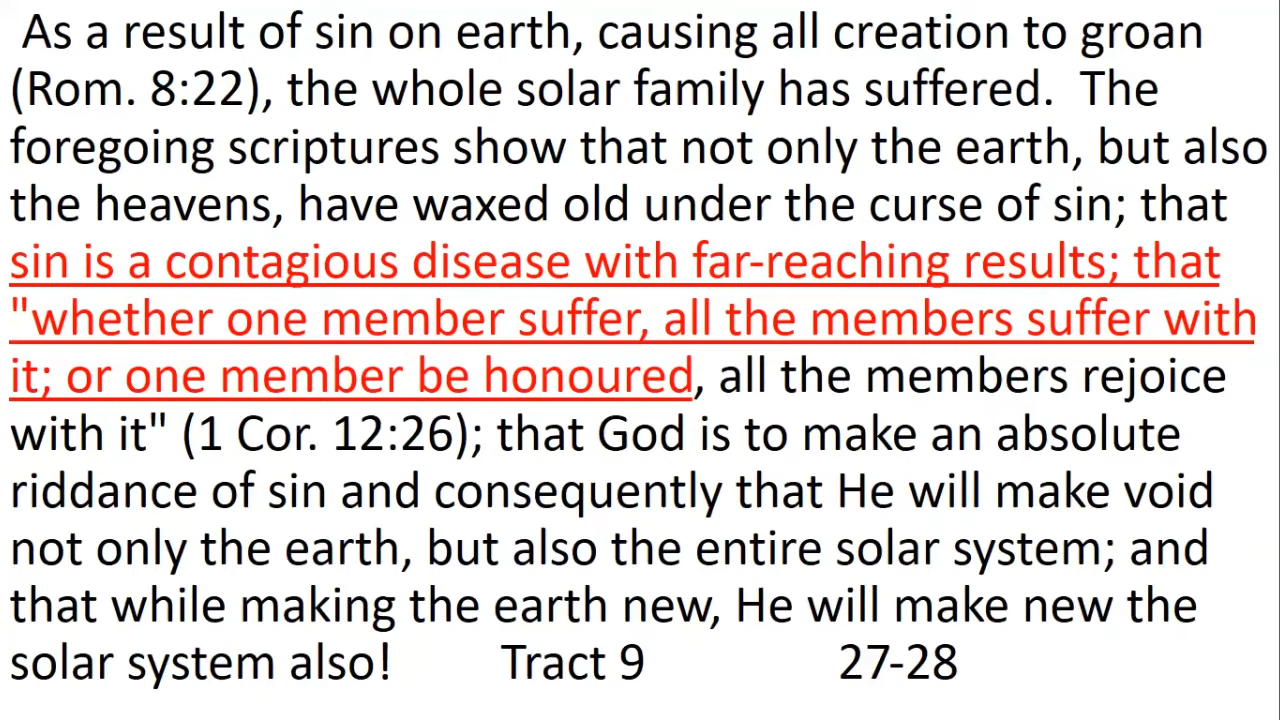 As a result of sin on earth, causing all creation to groan
(Rom. 8:22), the whole solar family has suffered.  The
foregoing scriptures show that not only the earth, but also
the heavens, have waxed old under the curse of sin; that
sin is a contagious disease with far-reaching results; that
"whether one member suffer, all the members suffer with
it; or one member be honoured, all the members rejoice
with it" (1 Cor. 12:26); that God is to make an absolute
riddance of sin and consequently that He will make void
not only the earth, but also the entire solar system; and
that while making the earth new, He will make new the
solar system also! Tract 9 27-28